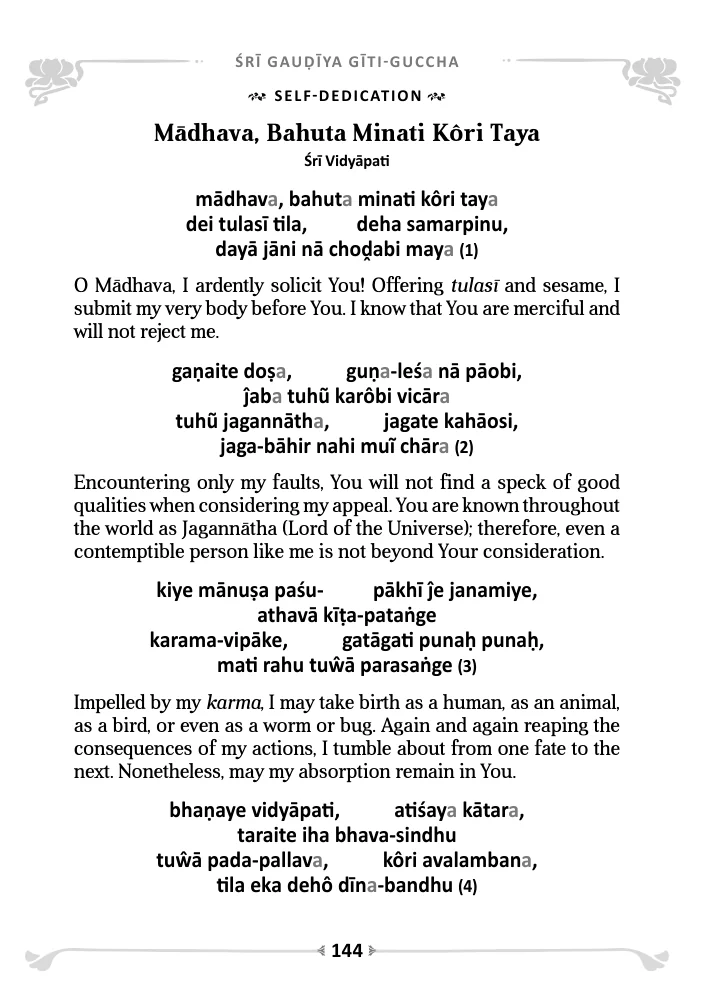 ŚRĪ GAUḌĪYA GĪTI-GUCCHA
SELF-DEDICATION
Mādhava, Bahuta Minati Kôri Taya
Śrī Vidyāpati
mādhava, bahuta minati kôri taya
dei tulasī tila, deha samarpinu,
dayā jāni nā choḓabi maya (1)
O Mādhava, I ardently solicit You! Offering tulasī and sesame, I
submit my very body before You. I know that You are merciful and
will not reject me.
gaṇaite doṣa, guṇa-leśa nā pāobi,
ĵaba tuhũ karôbi vicāra
tuhũ jagannātha, jagate kahāosi,
jaga-bāhir nahi muĩ chāra (2)
Encountering only my faults, You will not find a speck of good
qualities when considering my appeal. You are known throughout
the world as Jagannātha (Lord of the Universe); therefore, even a
contemptible person like me is not beyond Your consideration.
kiye mānuṣa paśu- pākhī ĵe janamiye,
athavā kīṭa-pataṅge
karama-vipāke, gatāgati punaḥ punaḥ,
mati rahu tuŵā parasaṅge (3)
Impelled by my karma, I may take birth as a human, as an animal,
as a bird, or even as a worm or bug. Again and again reaping the
consequences of my actions, I tumble about from one fate to the
next. Nonetheless, may my absorption remain in You.
bhaṇaye vidyāpati, atiśaya kātara,
taraite iha bhava-sindhu
tuŵā pada-pallava, kôri avalambana,
tila eka dehô dīna-bandhu (4)
144